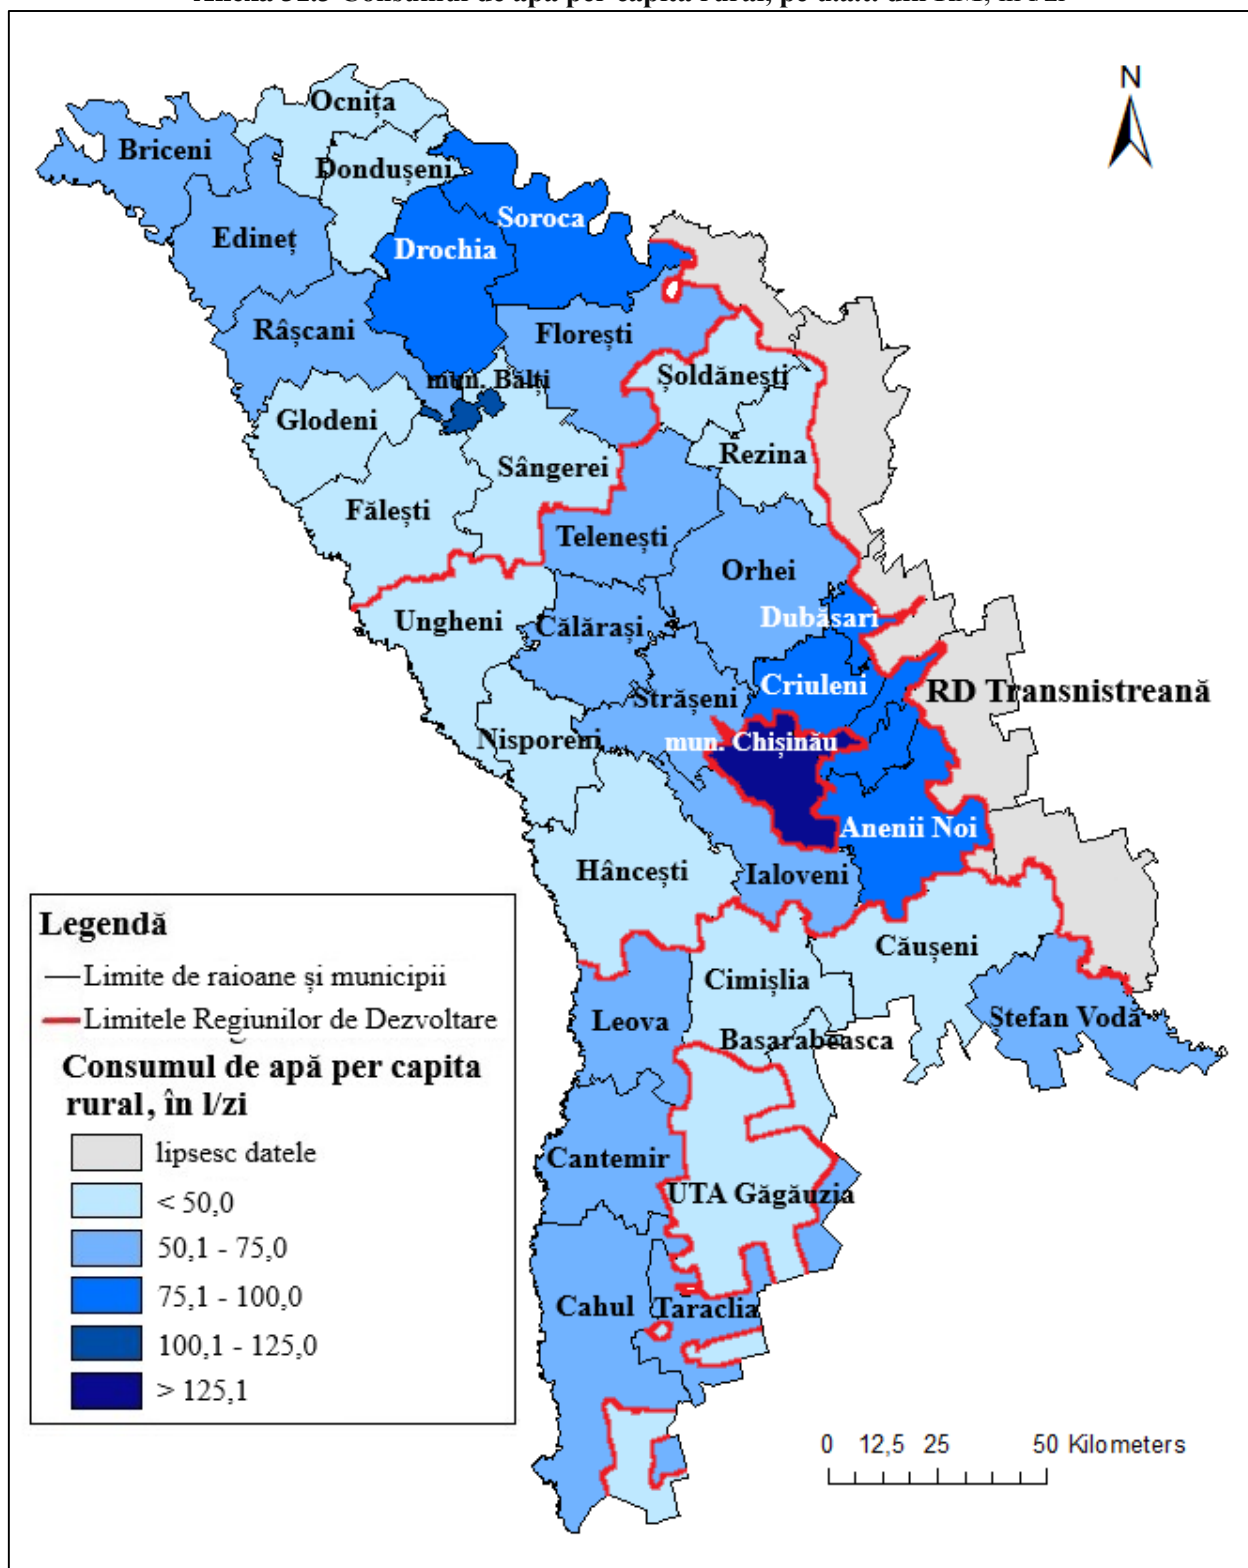 N
Ocnița
Briceni
Dondușeni
Soroca
Edineț
Drochia
Râșcani
Florești
mun. Bălți
Șoldănești
Glodeni
Rezina
Sângerei
Fălești
Telenești
Orhei
Ungheni
Călărași
Dubăsari
Criuleni
RD Transnistreană
Strășeni
Nisporeni
mun. Chișinău
Anenii Noi
Hâncești
Ialoveni
Căușeni
Cimișlia
Leova
Ștefan Vodă
Basarabeasca
Cantemir
UTA Găgăuzia
Cahul
Taraclia
Legendă
Limite de raioane și municipii
Limitele Regiunilor de Dezvoltare
Consumul de apă per capita
rural, în l/zi
lipsesc datele
< 50,0
50,1 - 75,0
75,1 - 100,0
100,1 - 125,0
> 125,1
0 12,5 25 50 Kilometers